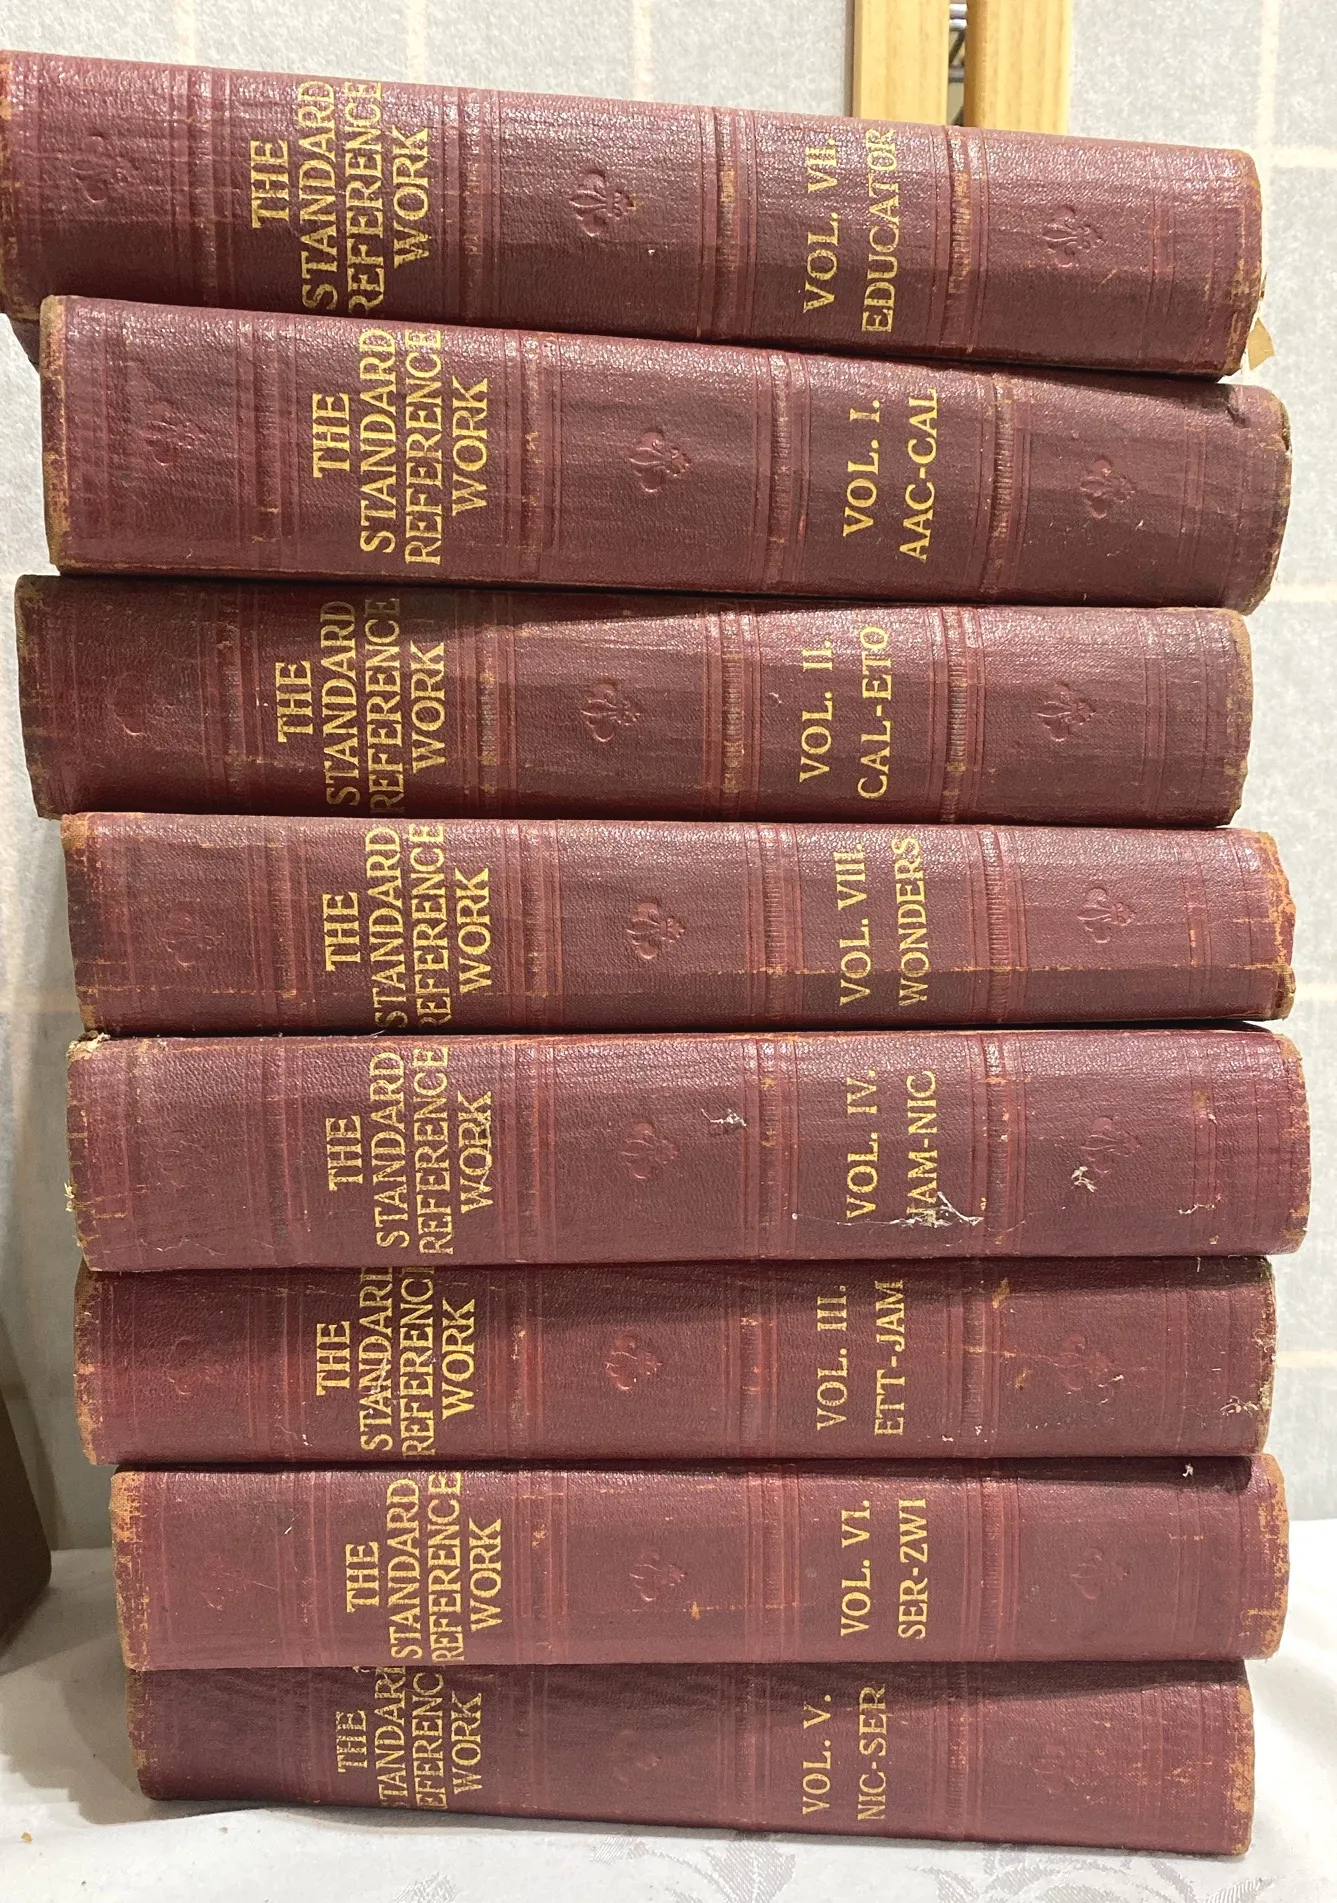 THE
STANDARD
REFERENCE
WORK
VOL. VII.
EDUCATOR
THE
STANDARD
REFERENCE
WORK
VOL. I.
AAC-CAL
THE
STANDARD
REFERENCE
WORK
VOL. II.
CAL-ETO
THE
STANDARD
REFERENCE
WORK
VOL. VIII.
WONDERS
THE
STANDARD
REFERENCE
WORK
VOL. IV.
JAM-NIC
THE
STANDARD
REFERENCE
WORK
VOL. III.
ETT-JAM
THE
STANDARD
REFERENCE
WORK
VOL. VI.
SER-ZWI
THE
STANDARD
REFERENCE
WORK
VOL. V.
NIC-SER